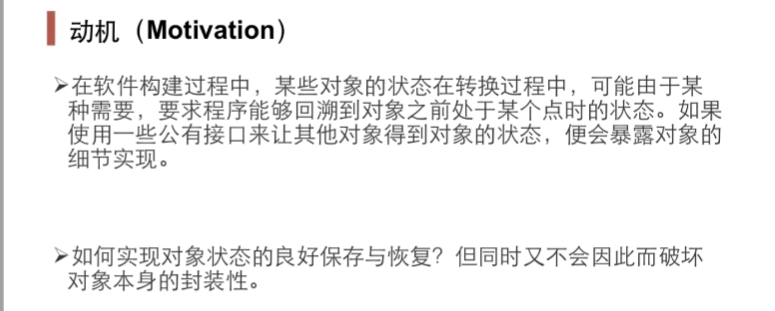 动机（Motivation）
➢在软件构建过程中，某些对象的状态在转换过程中，可能由于某
种需要，要求程序能够回溯到对象之前处于某个点时的状态。如果
使用一些公有接口来让其他对象得到对象的状态，便会暴露对象的
细节实现。
➢如何实现对象状态的良好保存与恢复？但同时又不会因此而破坏
对象本身的封装性。